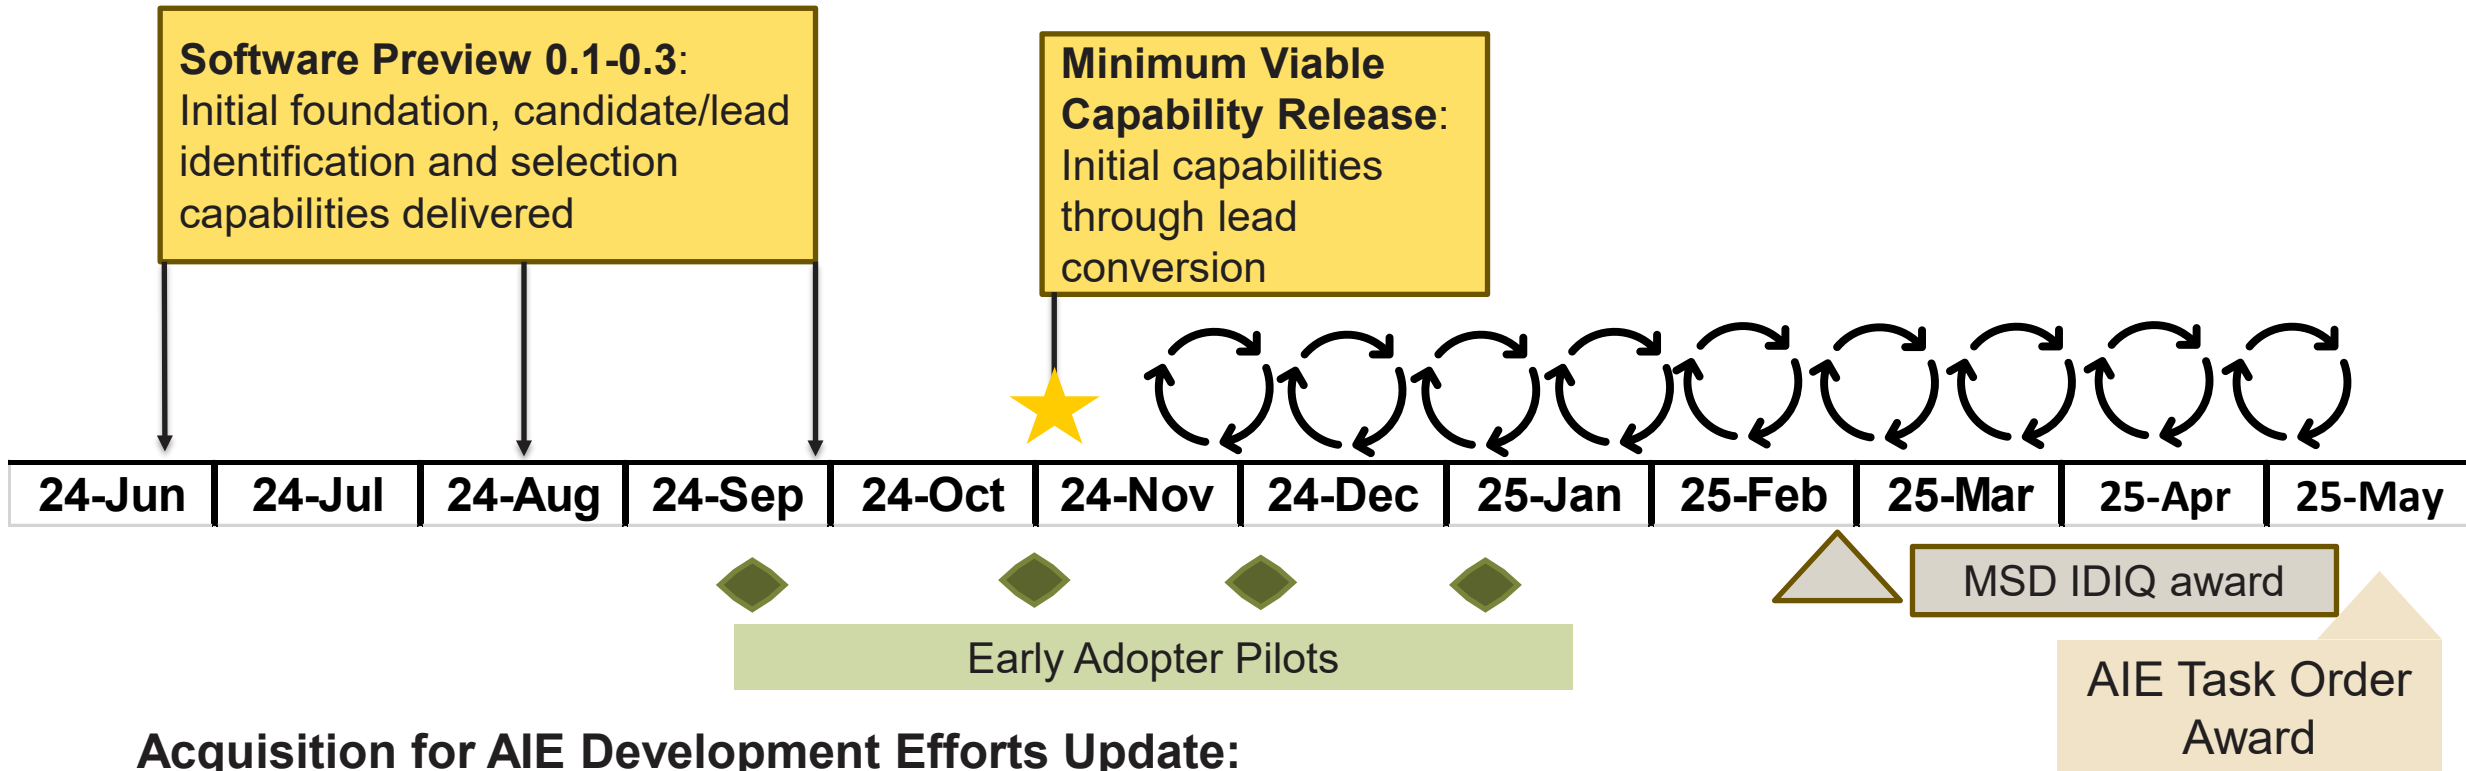 Software Preview 0.1-0.3:
Initial foundation, candidate/lead
identification and selection
capabilities delivered
Minimum Viable
Capability Release:
Initial capabilities
through lead
conversion
24-Jun 24-Jul 24-Aug 24-Sep 24-Oct 24-Nov 24-Dec 25-Jan 25-Feb 25-Mar 25-Apr 25-May
MSD IDIQ award
Early Adopter Pilots
AIE Task Order
Award
Acquisition for AIE Development Efforts Update: